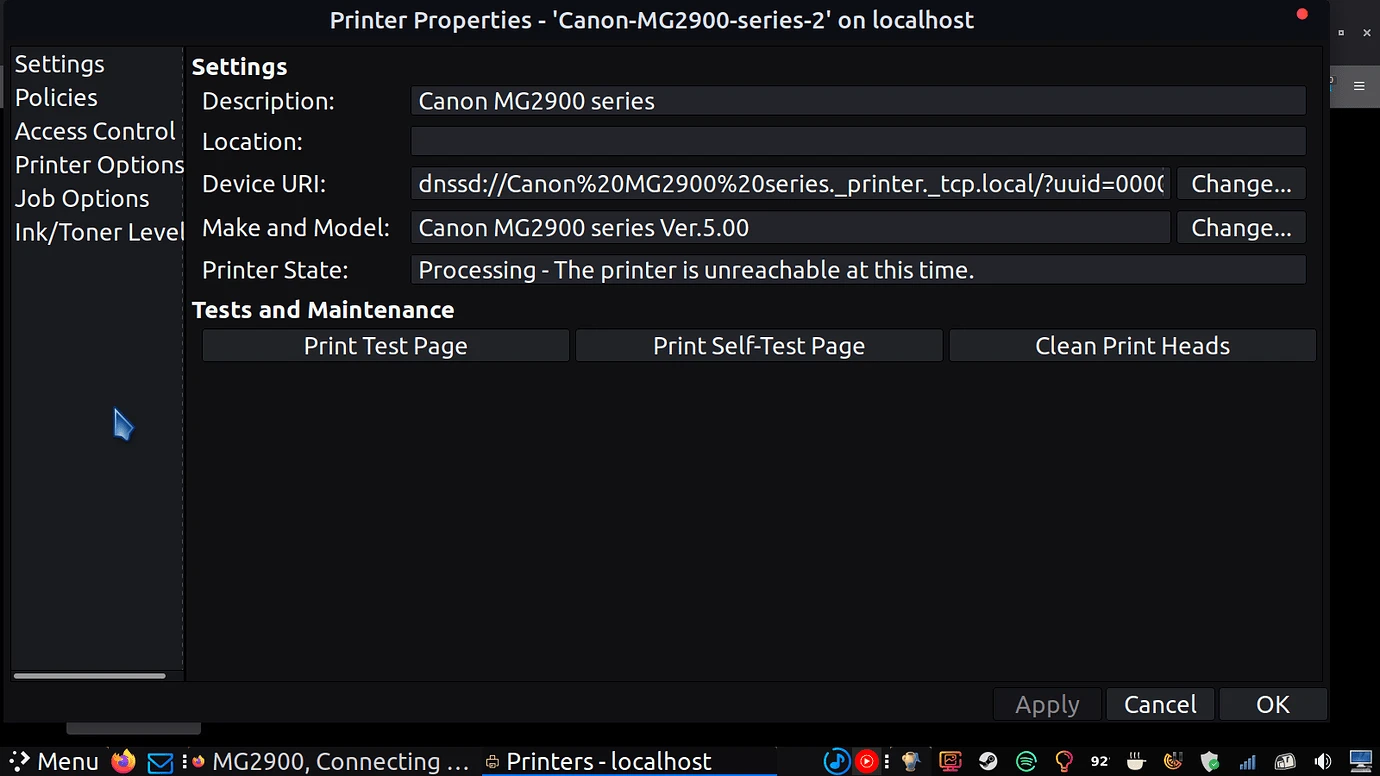 Printer Properties - 'Canon-MG2900-series-2' on localhost
Settings
Policies
Access Control
Printer Options
Job Options
Ink/Toner Level
Settings
Description: Canon MG2900 series
Location:
Device URI: dnssd://Canon%20MG2900%20series._printer._tcp.local/?uuid=0000 Change...
Make and Model: Canon MG2900 series Ver.5.00 Change...
Printer State: Processing - The printer is unreachable at this time.
Tests and Maintenance
Print Test Page Print Self-Test Page Clean Print Heads
Apply Cancel OK
Menu MG2900, Connecting ... Printers - localhost 92